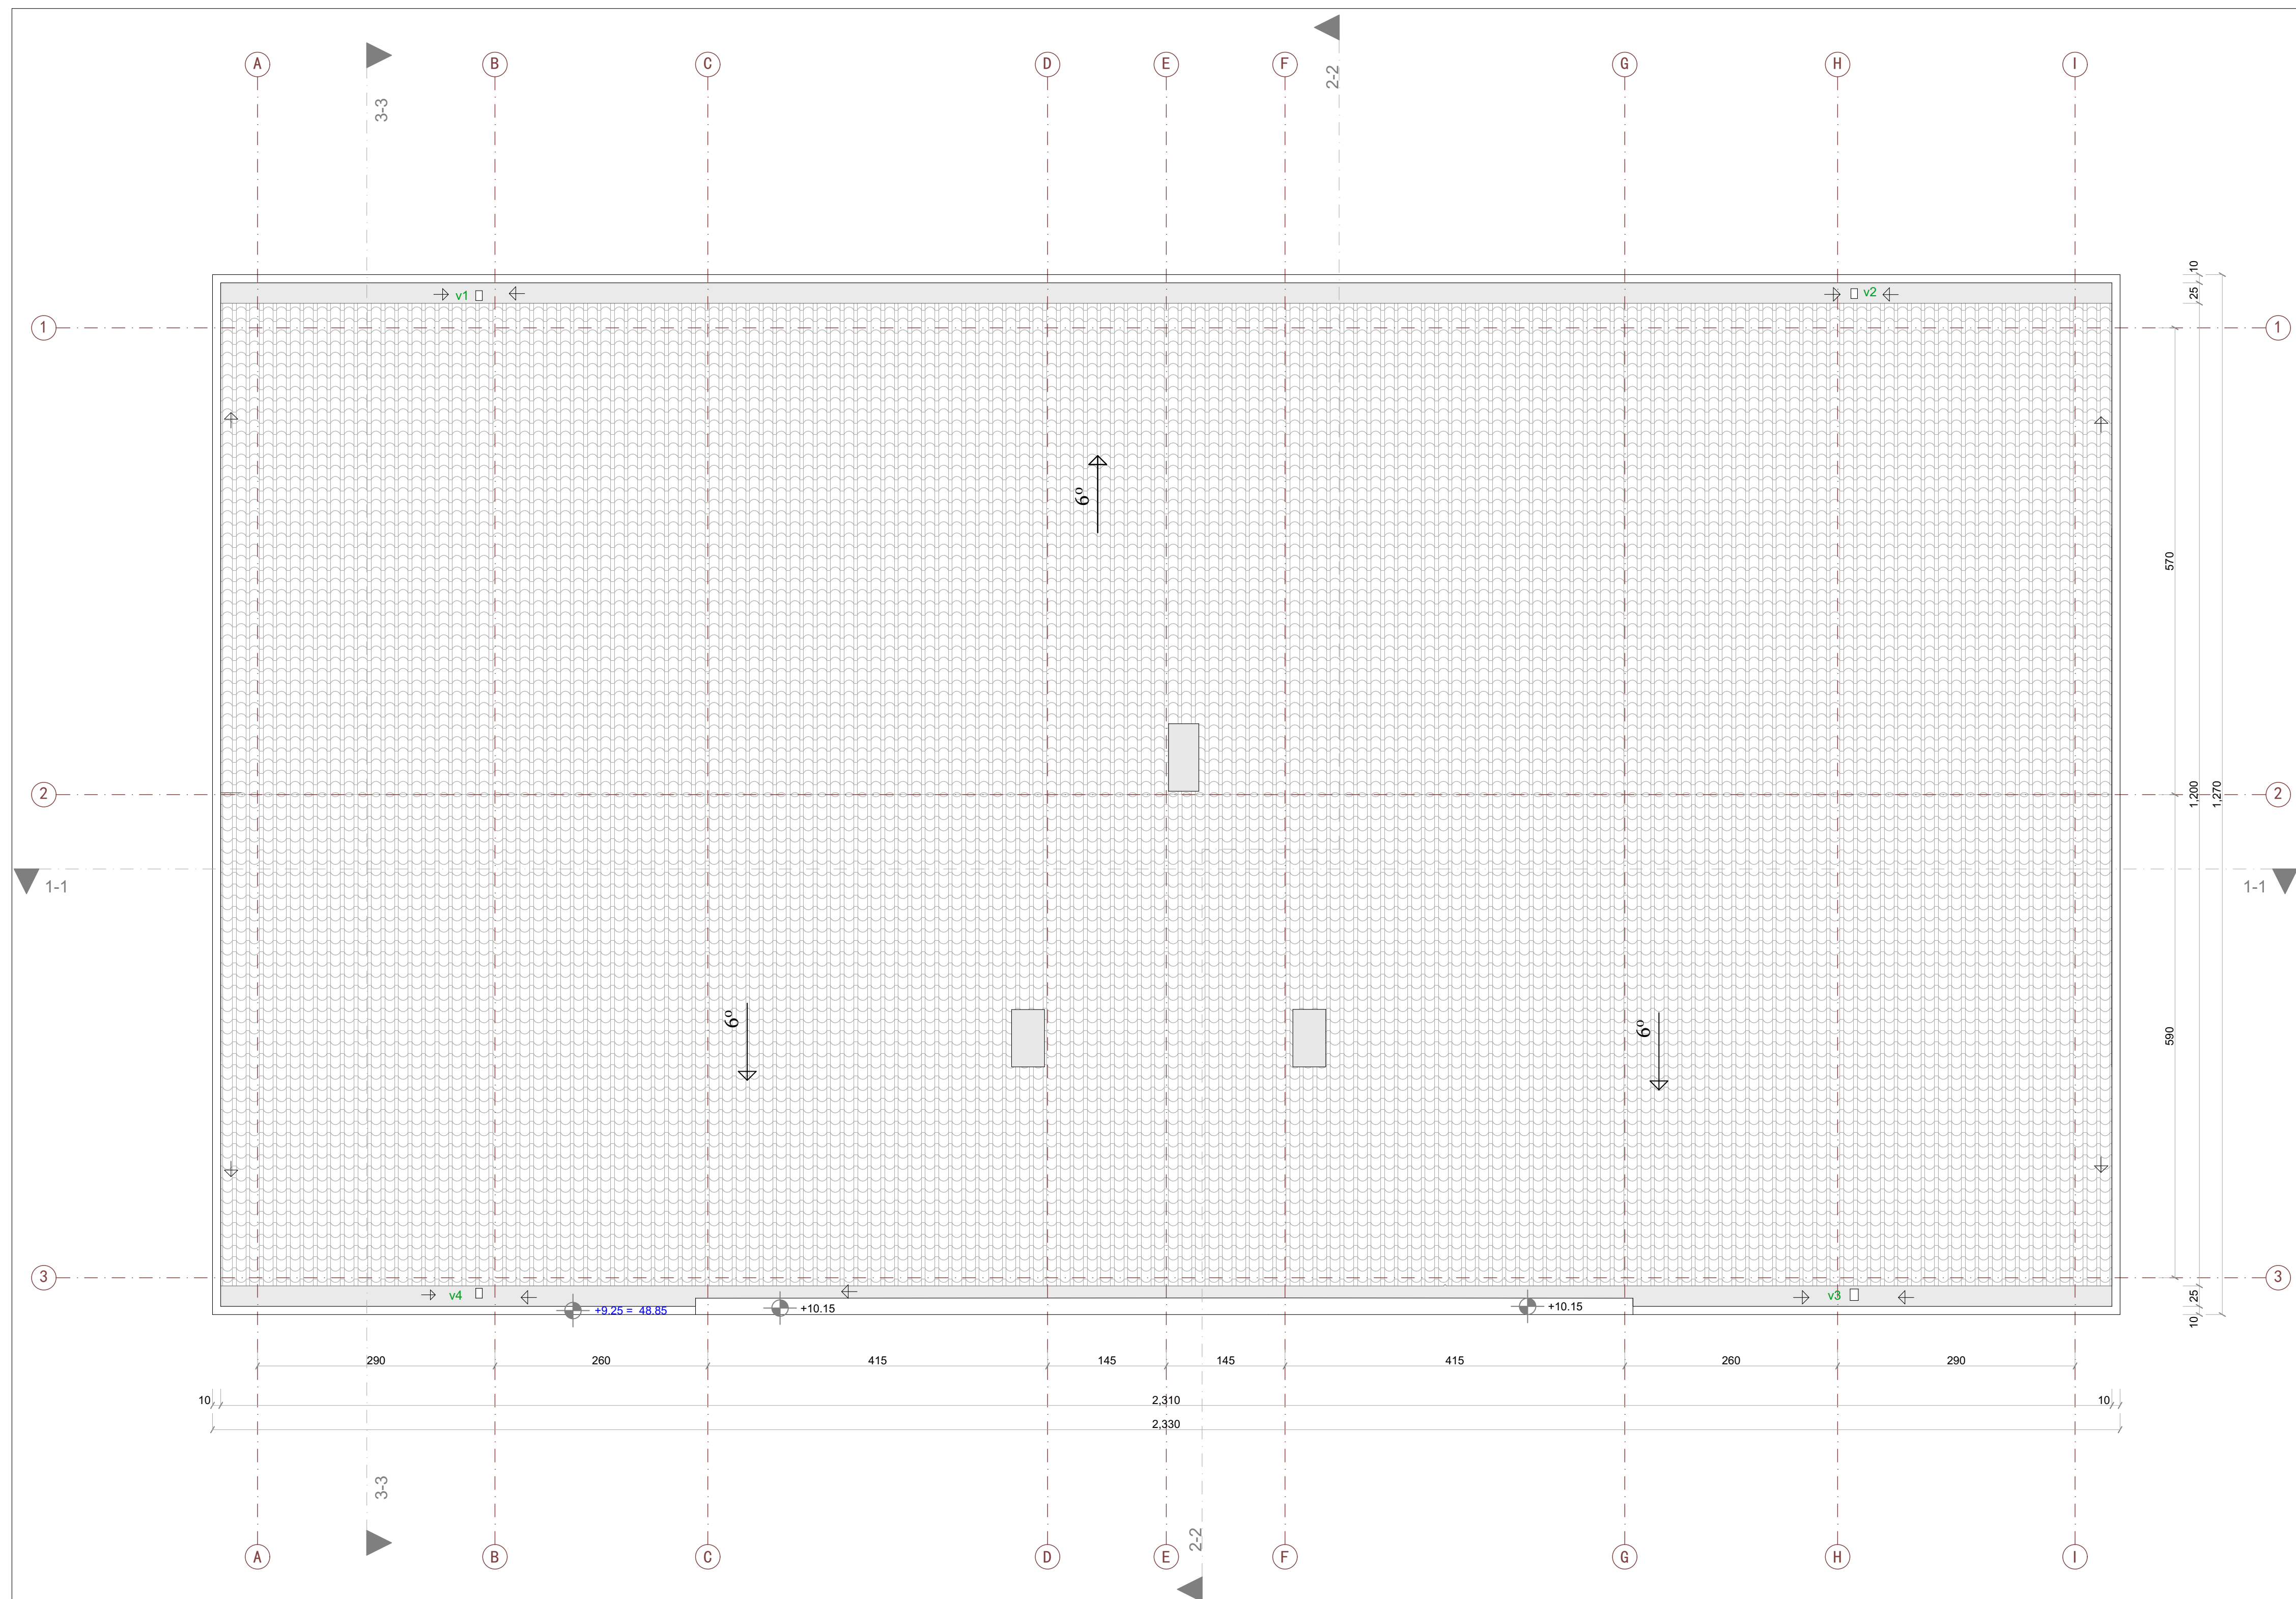 2-2
A B C D E F G H I
3-3
10
v1 v2
25
1 1
6º
570
2 2
1,200
1,270
1-1 1-1
6º 6º
590
3 3
v4 v3
25
+9.25 = 48.85 +10.15 +10.15
10
290 260 415 145 145 415 260 290
10 2,310 10
2,330
3-3
2-2
A B C D E F G H I